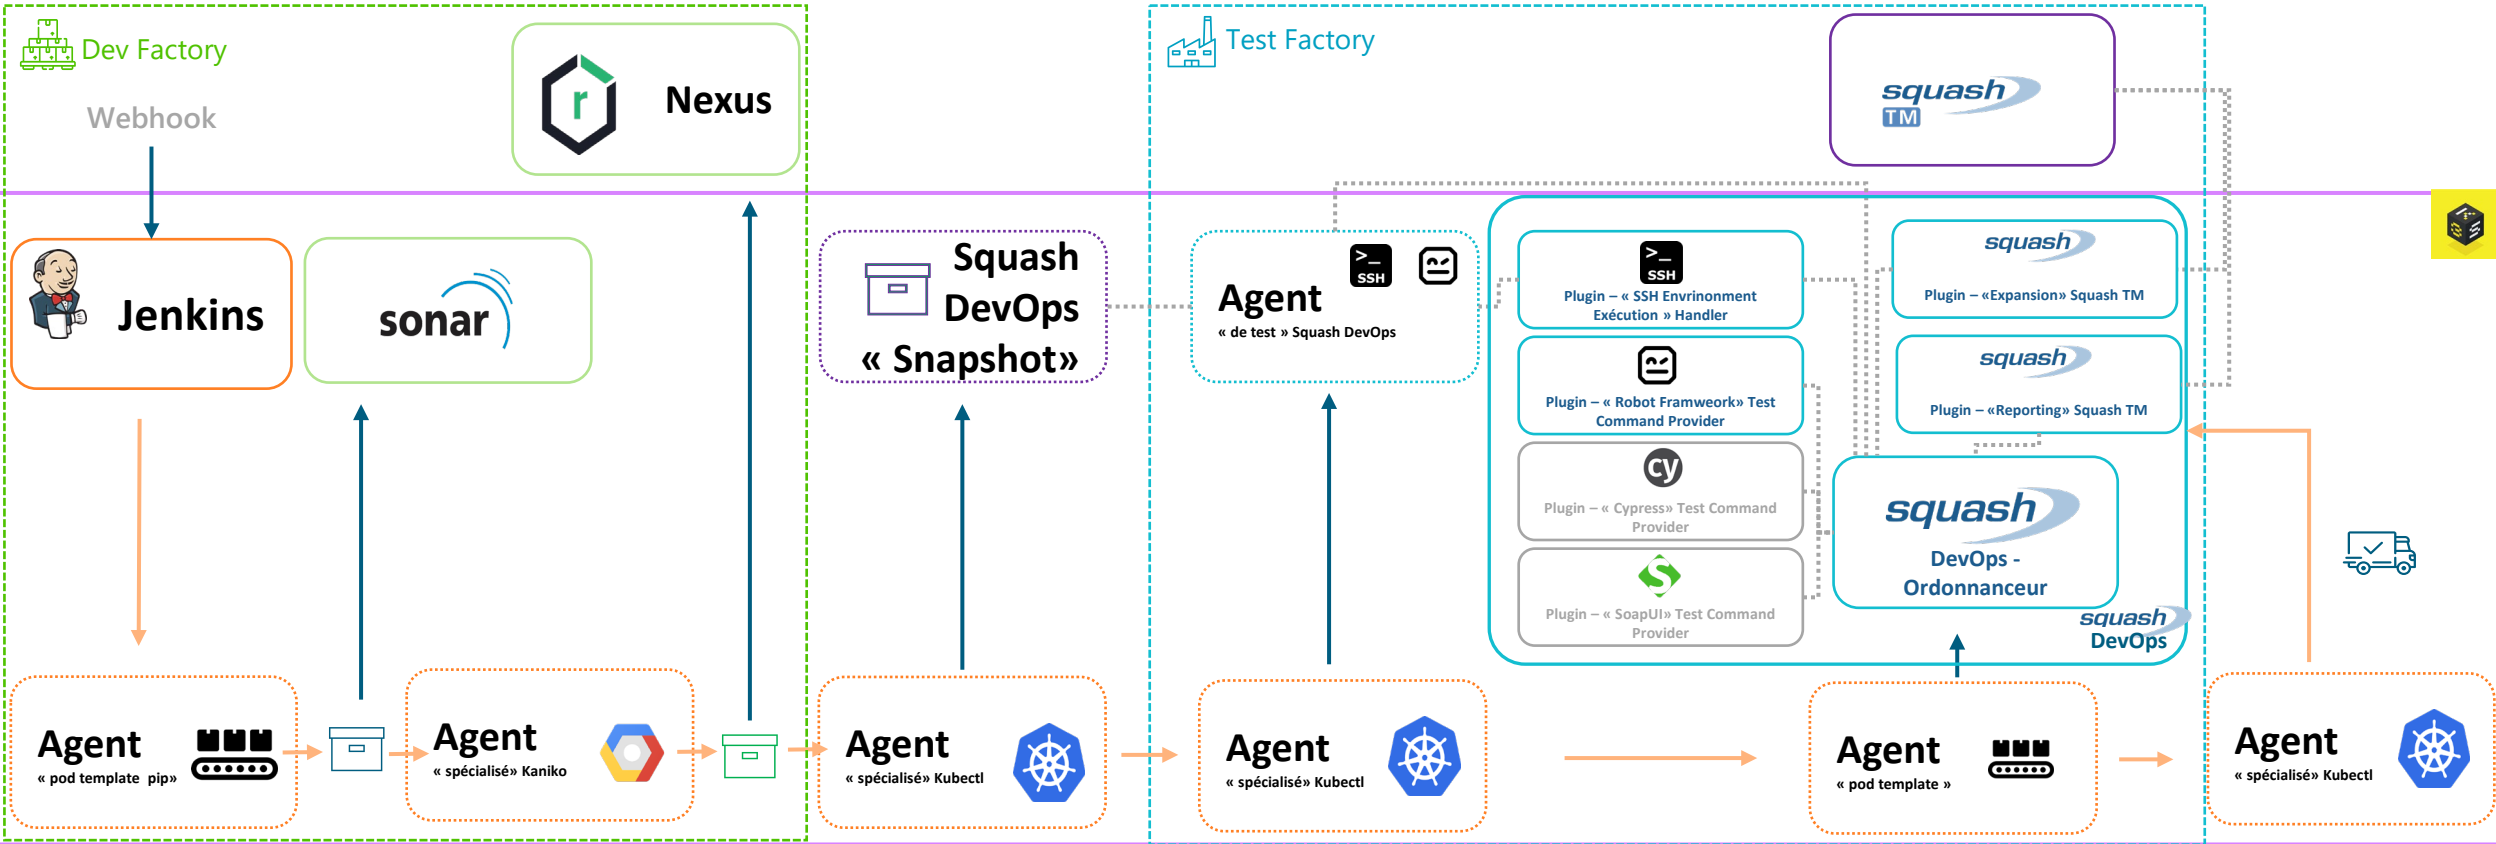 Dev Factory
Webhook
r
Nexus
Test Factory
squash
TM
Jenkins
sonar
Squash
DevOps
« Snapshot»
>_
SSH
Agent
« de test » Squash DevOps
>_
SSH
Plugin – « SSH Envrinonment
Exécution » Handler
squash
Plugin – «Expansion» Squash TM
Plugin – « Robot Framweork» Test
Command Provider
squash
Plugin – «Reporting» Squash TM
cy
Plugin – « Cypress» Test Command
Provider
S
Plugin – « SoapUI» Test Command
Provider
squash
DevOps -
Ordonnanceur
squash
DevOps
Agent
« pod template  pip»
Agent
« spécialisé» Kaniko
Agent
« spécialisé» Kubectl
Agent
« spécialisé» Kubectl
Agent
« pod template »
Agent
« spécialisé» Kubectl